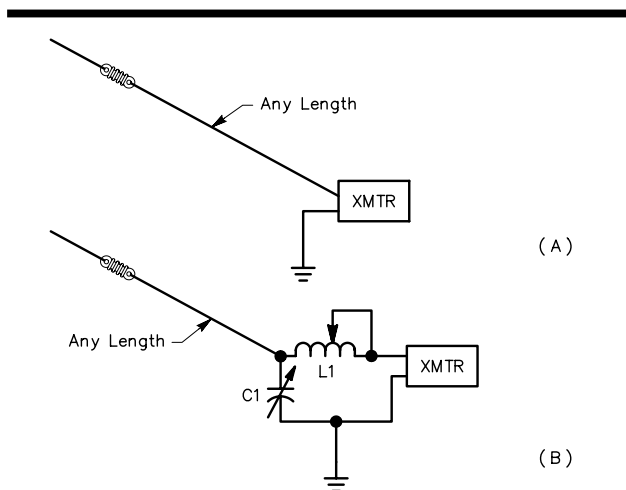 Any Length
XMTR
(A)
Any Length
L1
XMTR
C1
(B)